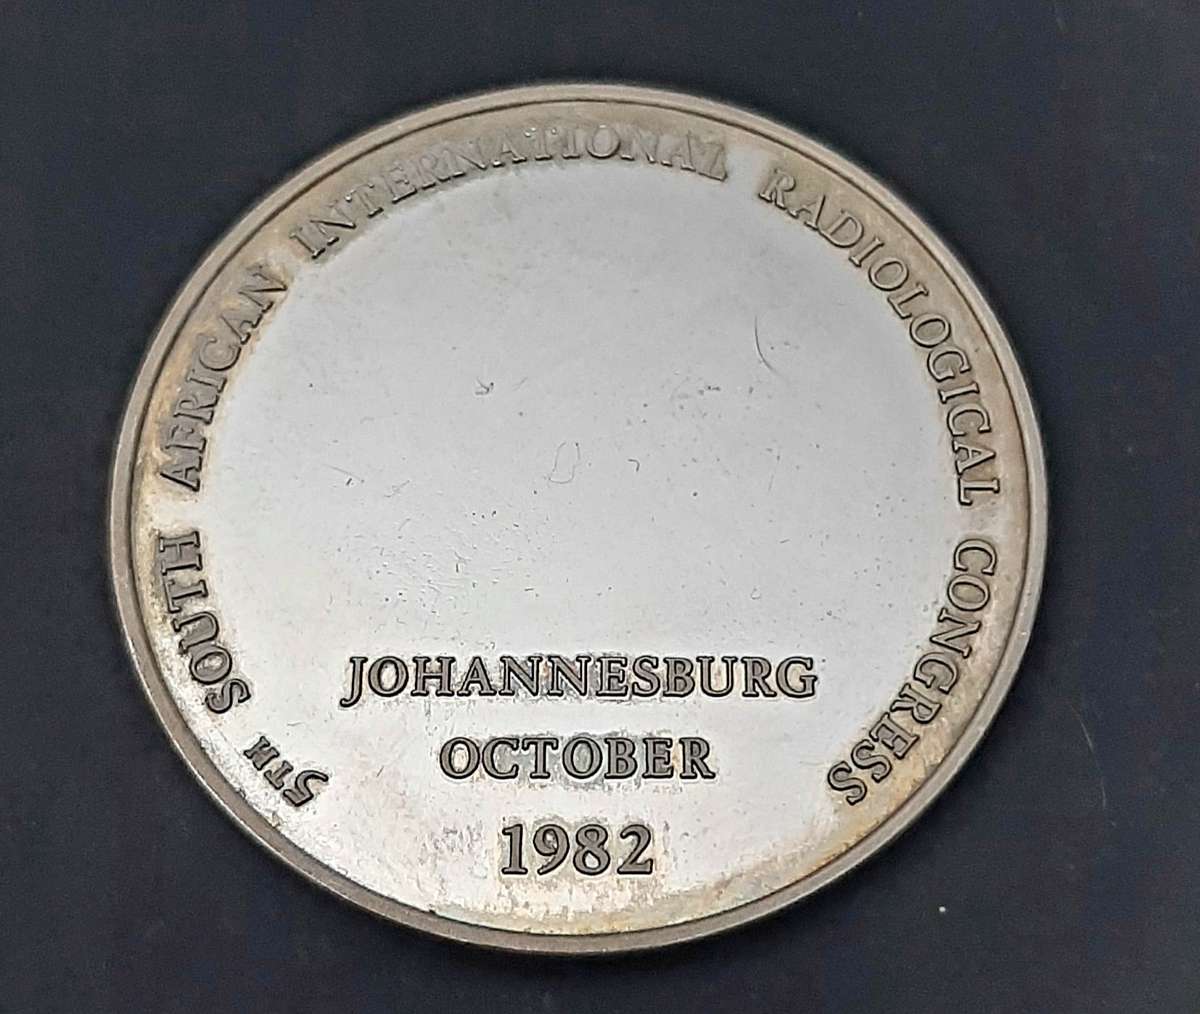 5TH SOUTH AFRICAN INTERNATIONAL RADIOLOGICAL CONGRESS
JOHANNESBURG
OCTOBER
1982